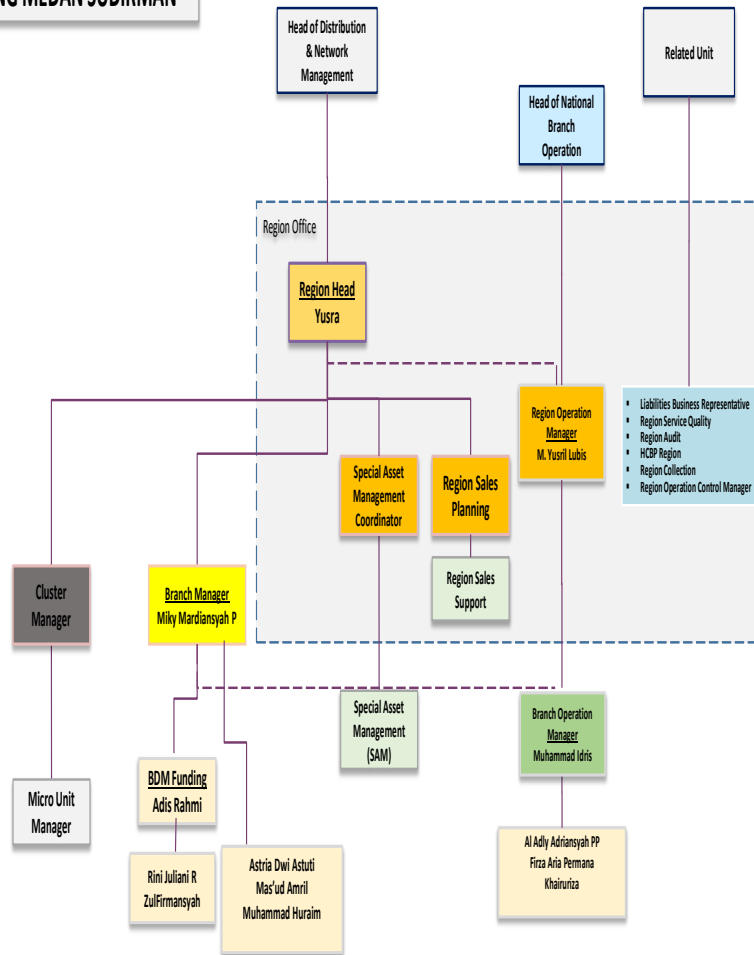 MEDAN SUDIRMAN
Head of Distribution
& Network
Management
Related Unit
Head of National
Branch
Operation
Region Office
Region Head
Yusra
Region Operation
Manager
M. Yusril Lubis
▪ Liabilities Business Representative
▪ Region Service Quality
▪ Region Audit
▪ HCBP Region
▪ Region Collection
▪ Region Operation Control Manager
Special Asset
Management
Coordinator
Region Sales
Planning
Region Sales
Support
Cluster
Manager
Branch Manager
Miky Mardiansyah P
Special Asset
Management
(SAM)
Branch Operation
Manager
Muhammad Idris
BDM Funding
Adis Rahmi
Micro Unit
Manager
Rini Juliani R
ZulFirmansyah
Astria Dwi Astuti
Mas'ud Amril
Muhammad Huraim
Al Adly Adriansyah PP
Firza Aria Permana
Khairuriza